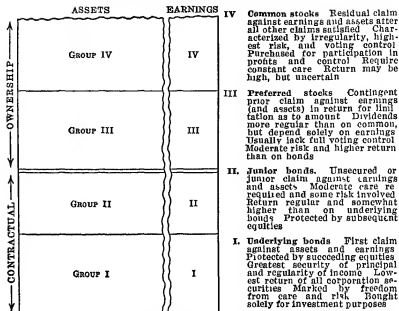 ASSETS EARNINGS
OWNERSHIP
CONTRACTUAL
GROUP IV IV
GROUP III III
GROUP II II
GROUP I I
IV Common stocks Residual claim
against earnings and assets after
all other claims satisfied Char-
acterized by irregularity, high-
est risk, and voting control
Purchased for participation in
profits and control Require
constant care Return may be
high, but uncertain
III Preferred stocks Contingent
prior claim against earnings
(and assets) in return for limi
tation as to amount Dividends
more regular than on common,
but depend solely on earnings
Usually lack full voting control
Moderate risk and higher return
than on bonds
II. Junior bonds. Unsecured or
junior claim against earnings
and assets Moderate care re
quired and some risk involved
Return regular and somewhat
higher than on underlying
bonds Protected by subsequent
equities
I. Underlying bonds First claim
against assets and earnings
Protected by succeeding equities
Greatest security of principal
and regularity of income Low-
est return of all corporation se-
curities Marked by freedom
from care and risk Bought
solely for investment purposes